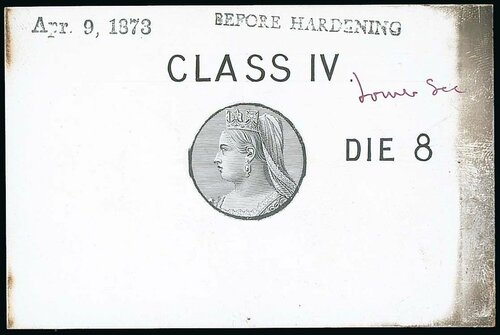 Apr. 9, 1873
BEFORE HARDENING
CLASS IV
DIE 8